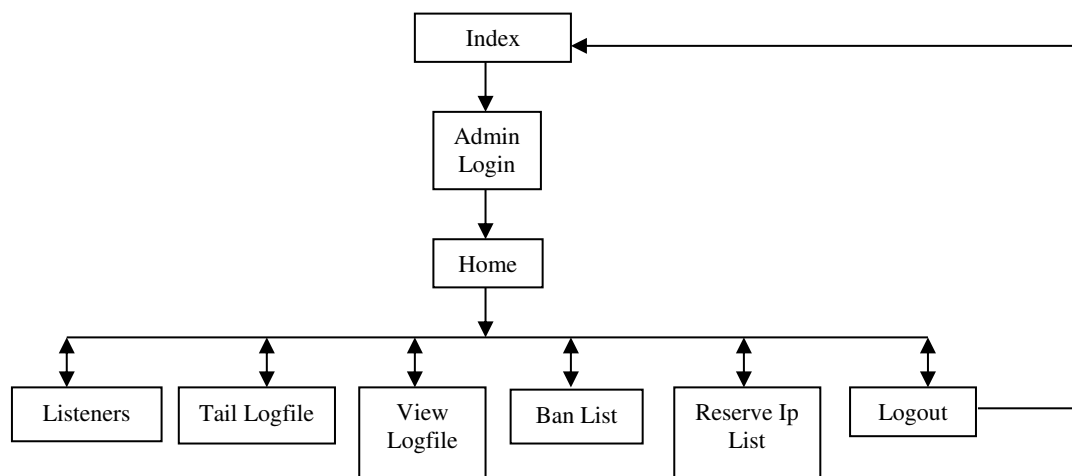 Index
Admin
Login
Home
Listeners
Tail Logfile
View
Logfile
Ban List
Reserve Ip
List
Logout